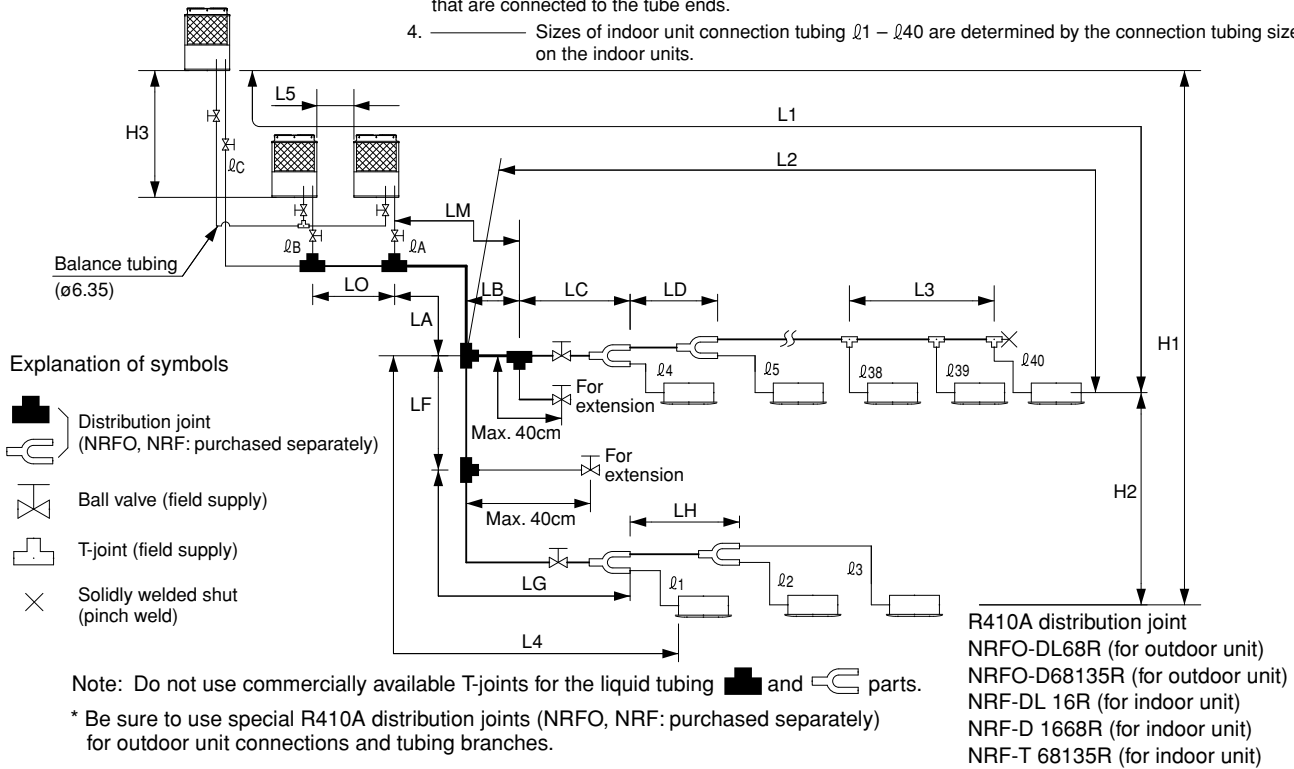 that are connected to the tube ends.
4. Sizes of indoor unit connection tubing ℓ1 – ℓ40 are determined by the connection tubing size
on the indoor units.
L5
L1
H3
L2
ℓC
LM
ℓB
ℓA
Balance tubing
(ø6.35)
LO
LB
LC
LD
L3
LA
H1
Explanation of symbols
ℓ4
ℓ5
ℓ38
ℓ39
ℓ40
LF
For
extension
Distribution joint
(NRFO, NRF: purchased separately)
Max. 40cm
For
extension
Ball valve (field supply)
H2
Max. 40cm
LH
T-joint (field supply)
ℓ1
ℓ2
ℓ3
LG
Solidly welded shut
(pinch weld)
L4
R410A distribution joint
NRFO-DL68R (for outdoor unit)
NRFO-D68135R (for outdoor unit)
NRF-DL 16R (for indoor unit)
NRF-D 1668R (for indoor unit)
NRF-T 68135R (for indoor unit)
Note: Do not use commercially available T-joints for the liquid tubing and parts.
* Be sure to use special R410A distribution joints (NRFO, NRF: purchased separately)
for outdoor unit connections and tubing branches.